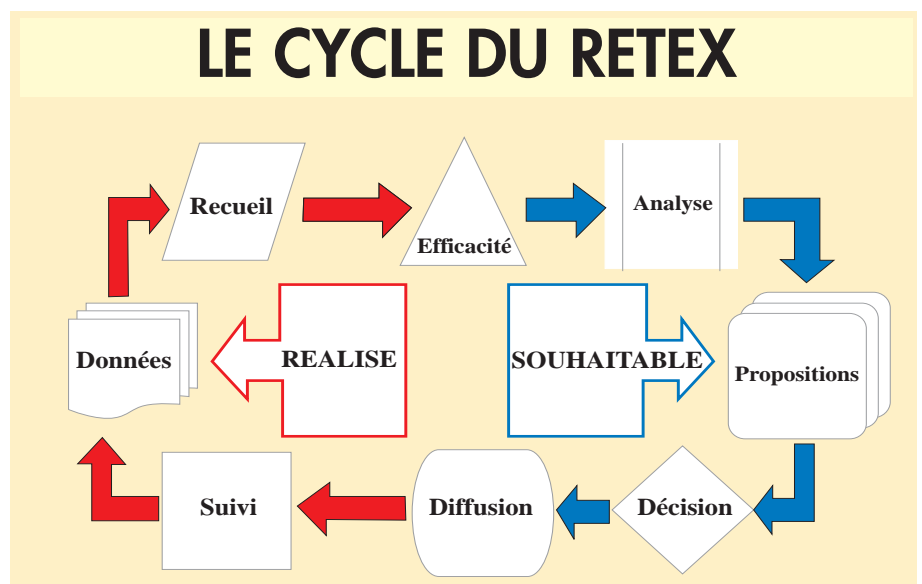 LE CYCLE DU RETEX
Recueil
Efficacité
Analyse
Données
REALISE
SOUHAITABLE
Propositions
Suivi
Diffusion
Décision